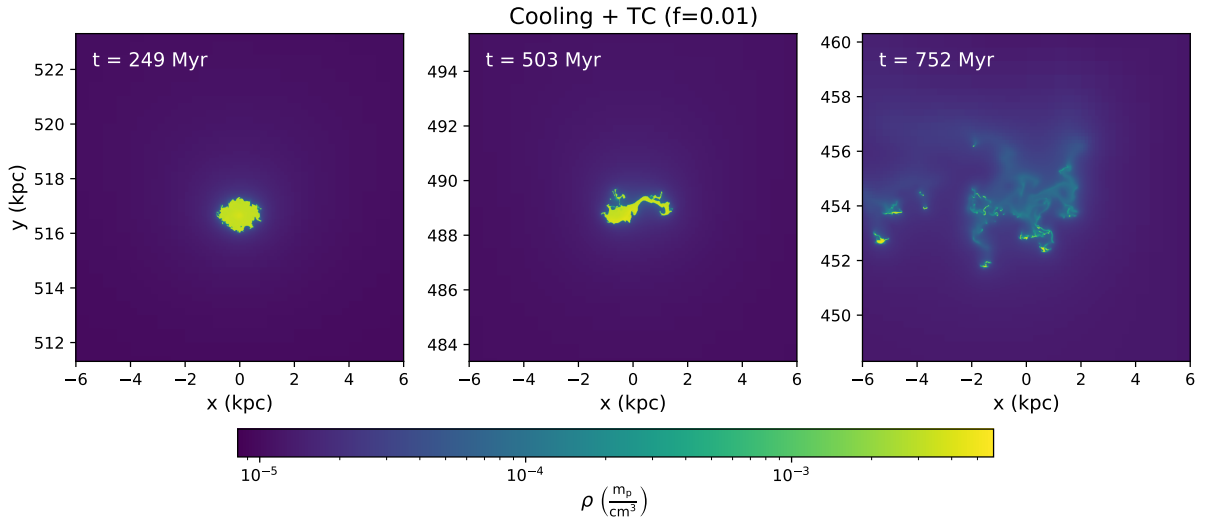 Cooling + TC (f=0.01)
t = 249 Myr
t = 503 Myr
t = 752 Myr
y (kpc)
522
520
518
516
514
512
494
492
490
488
486
484
460
458
456
454
452
450
−6 −4 −2 0 2 4 6
−6 −4 −2 0 2 4 6
−6 −4 −2 0 2 4 6
x (kpc)
x (kpc)
x (kpc)
10⁻⁵ 10⁻⁴ 10⁻³
ρ (mₚ/cm³)